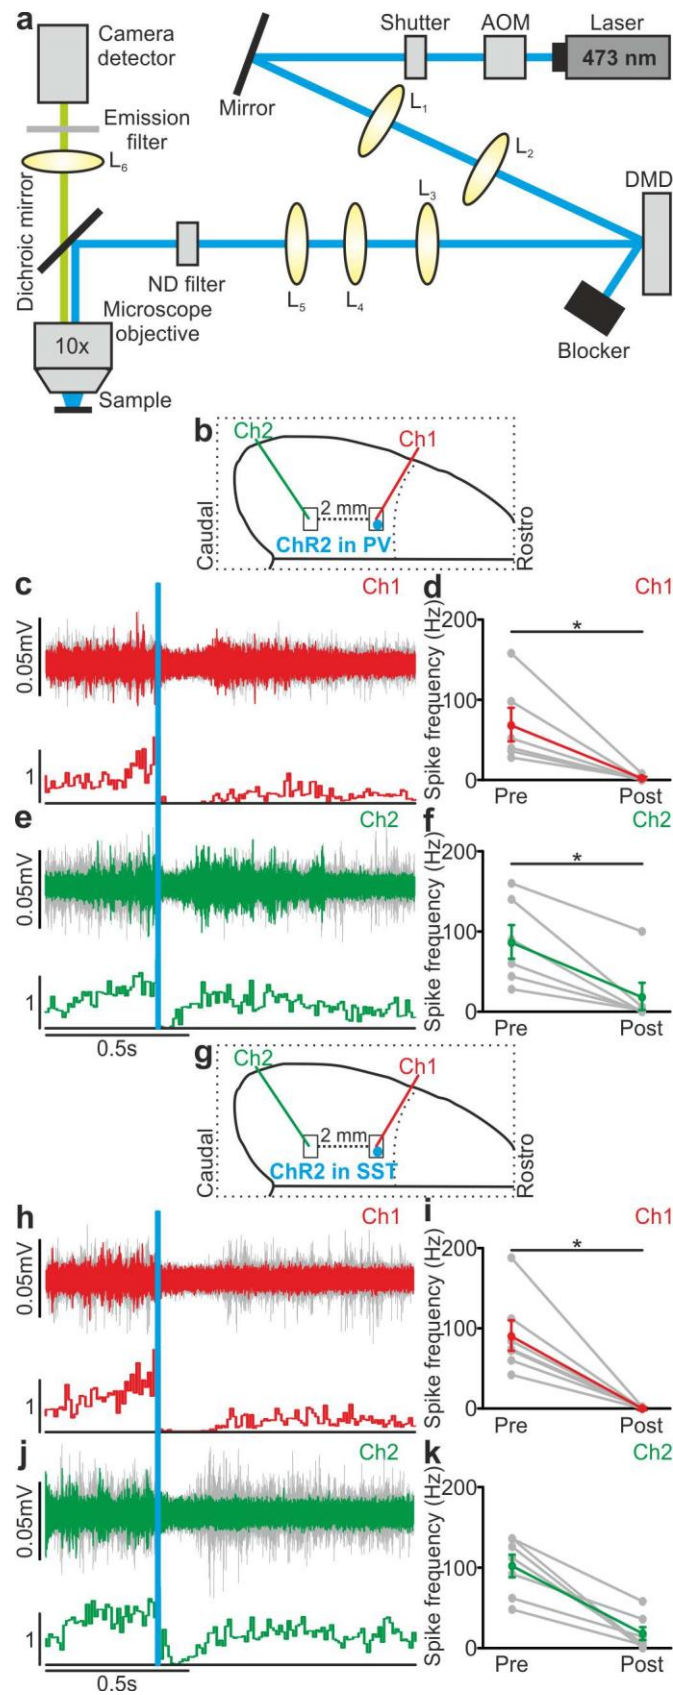 a
Camera
detector
Shutter
AOM
Laser
473 nm
Mirror
L1
Emission
filter
L6
L2
DMD
L3
Dichroic mirror
ND filter
L5
L4
Microscope
objective
10x
Blocker
Sample
b
Ch2
Ch1
2 mm
ChR2 in PV
Caudal
Rostro
c
Ch1
0.05mV
1
d
Ch1
Spike frequency (Hz)
200
100
0
*
Pre
Post
e
Ch2
0.05mV
1
0.5s
f
Ch2
Spike frequency (Hz)
200
100
0
*
Pre
Post
g
Ch2
Ch1
2 mm
ChR2 in SST
Caudal
Rostro
h
Ch1
0.05mV
1
i
Ch1
Spike frequency (Hz)
200
100
0
*
Pre
Post
j
Ch2
0.05mV
1
0.5s
k
Ch2
Spike frequency (Hz)
200
100
0
Pre
Post